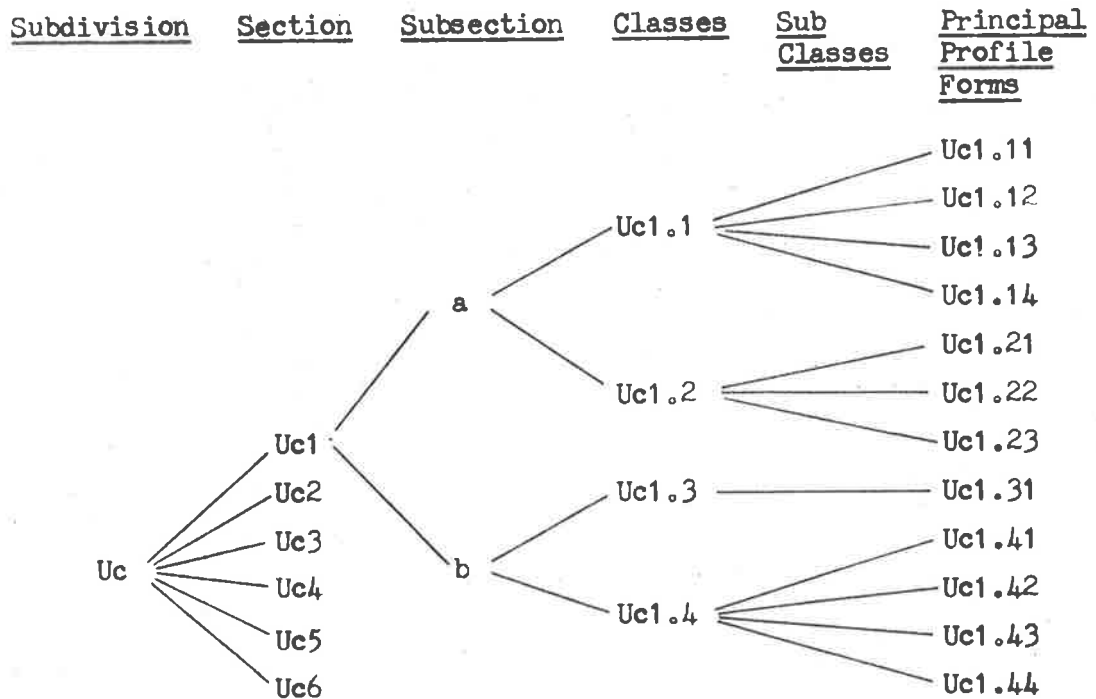 Subdivision Section Subsection Classes Sub Classes Principal Profile Forms
Uc1.11
Uc1.12
Uc1.1
Uc1.13
Uc1.14
a
Uc1.21
Uc1.2 Uc1.22
Uc1 Uc1.23
Uc2 Uc1.3 Uc1.31
Uc3 Uc1.41
Uc b
Uc4 Uc1.42
Uc1.4
Uc5 Uc1.43
Uc6 Uc1.44